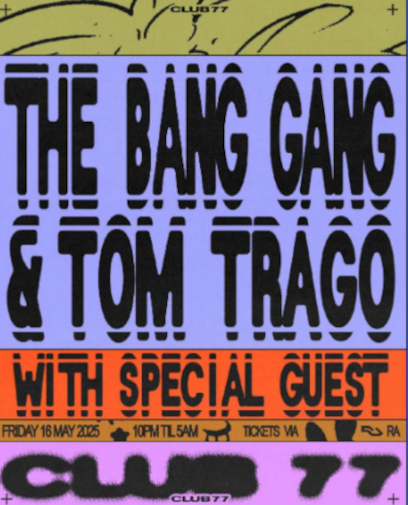 CLUB77
THE BANG GANG
& TOM TRAGO
WITH SPECIAL GUEST
FRIDAY 16 MAY 2025 10PM TIL 5AM TICKETS VIA RA
CLUB 77
CLUB77